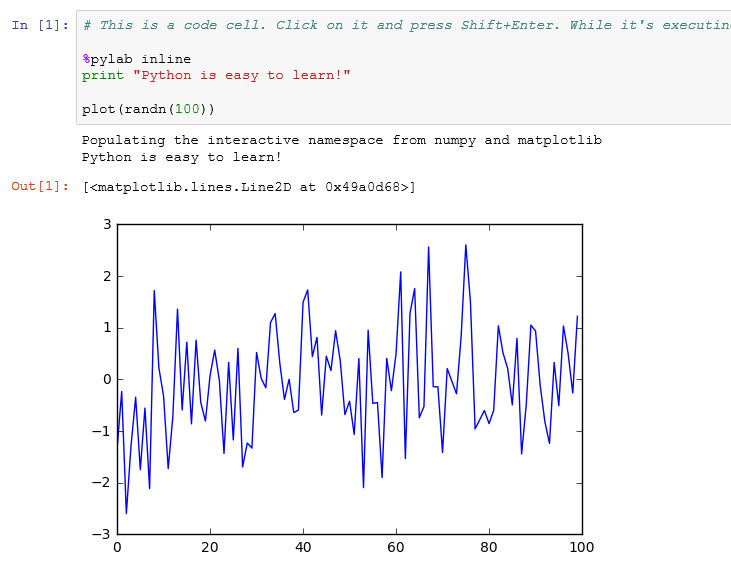 In [1]: # This is a code cell. Click on it and press Shift+Enter. While it's executin
%pylab inline
print "Python is easy to learn!"
plot(randn(100))
Populating the interactive namespace from numpy and matplotlib
Python is easy to learn!
Out[1]: [<matplotlib.lines.Line2D at 0x49a0d68>]
3
2
1
0
−1
−2
−3
0 20 40 60 80 100